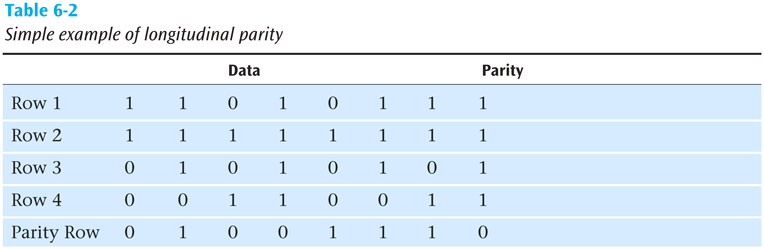 Table 6-2
Simple example of longitudinal parity
Data Parity
Row 1 1 1 0 1 0 1 1 1
Row 2 1 1 1 1 1 1 1 1
Row 3 0 1 0 1 0 1 0 1
Row 4 0 0 1 1 0 0 1 1
Parity Row 0 1 0 0 1 1 1 0